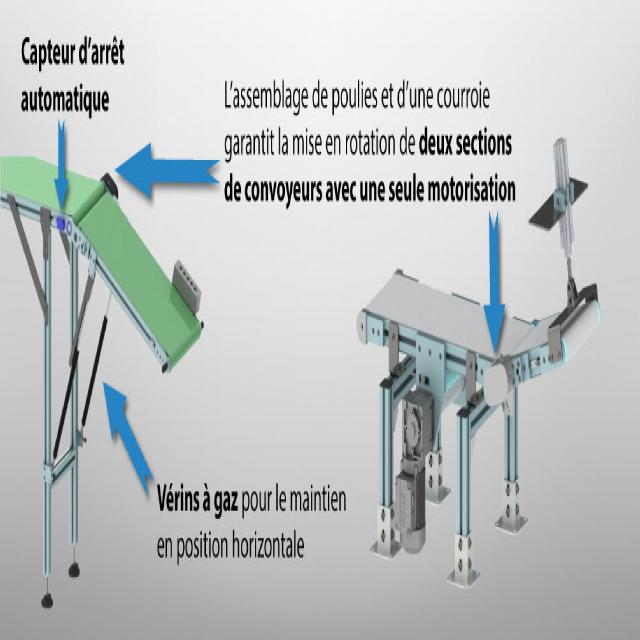 Capteur d'arrêt
automatique
L'assemblage de poulies et d'une courroie
garantit la mise en rotation de deux sections
de convoyeurs avec une seule motorisation
Vérins à gaz pour le maintien
en position horizontale